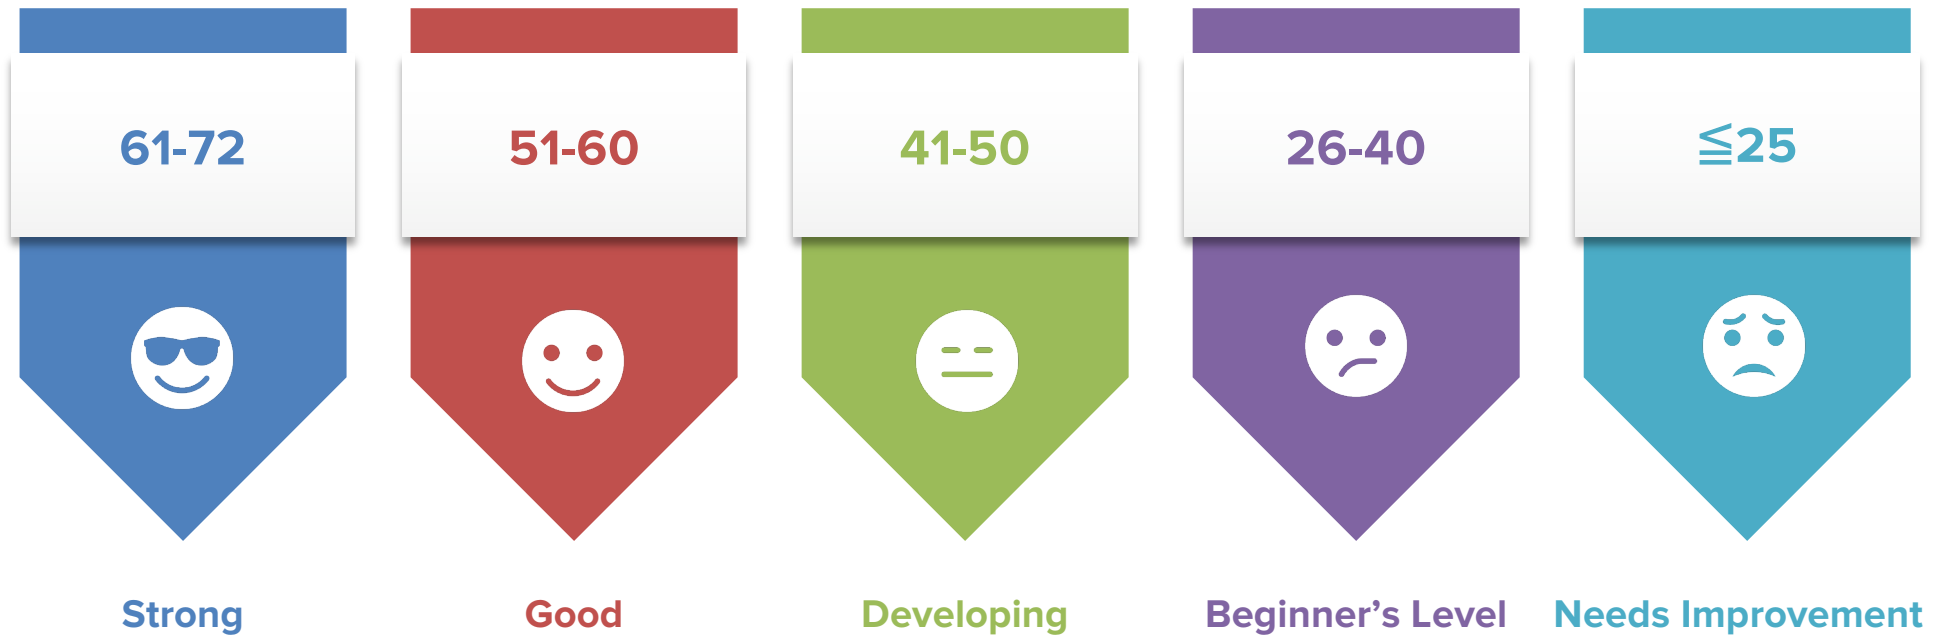 61-72
51-60
41-50
26-40
≦25
Strong
Good
Developing
Beginner’s Level
Needs Improvement